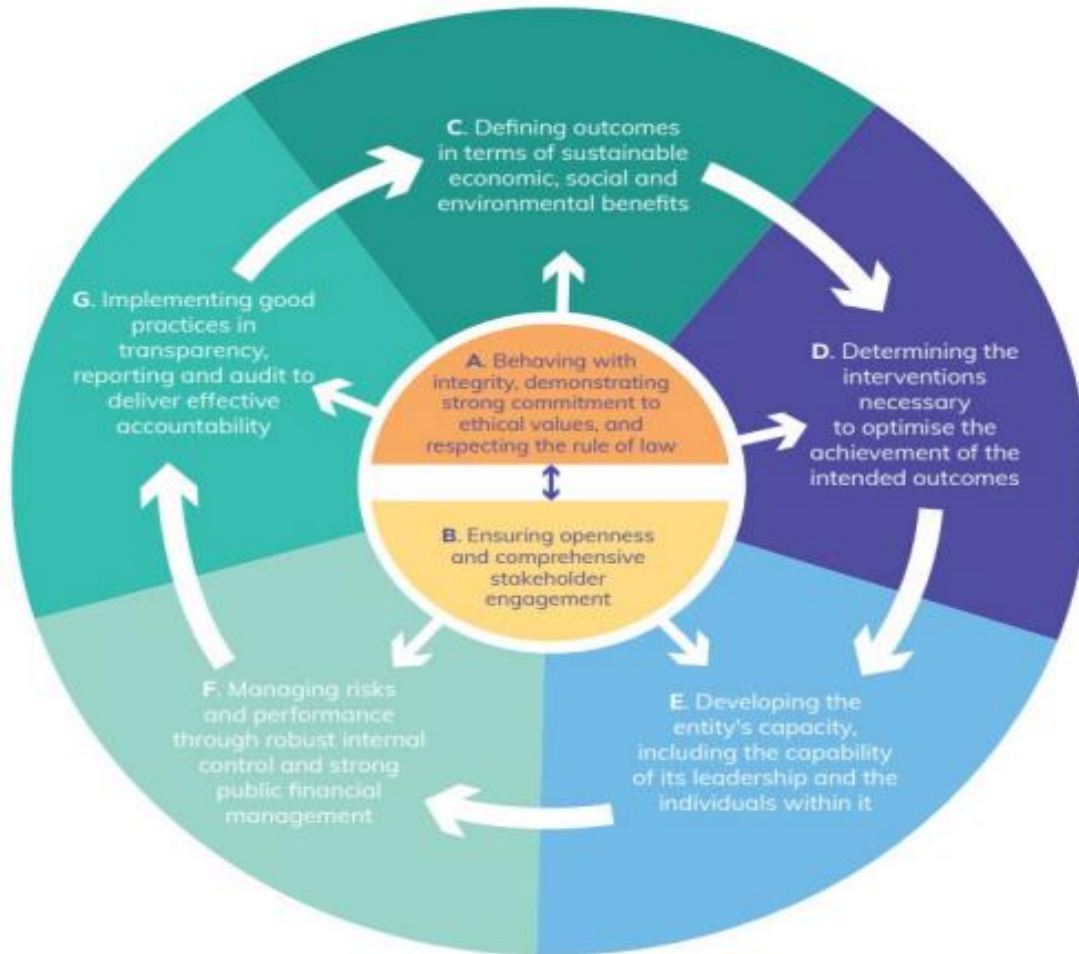 C. Defining outcomes
in terms of sustainable
economic, social and
environmental benefits
G. Implementing good
practices in
transparency,
reporting and audit to
deliver effective
accountability
A. Behaving with
integrity, demonstrating
strong commitment to
ethical values, and
respecting the rule of law
D. Determining the
interventions
necessary
to optimise the
achievement of the
intended outcomes
B. Ensuring openness
and comprehensive
stakeholder
engagement
F. Managing risks
and performance
through robust internal
control and strong
public financial
management
E. Developing the
entity's capacity,
including the capability
of its leadership and the
individuals within it